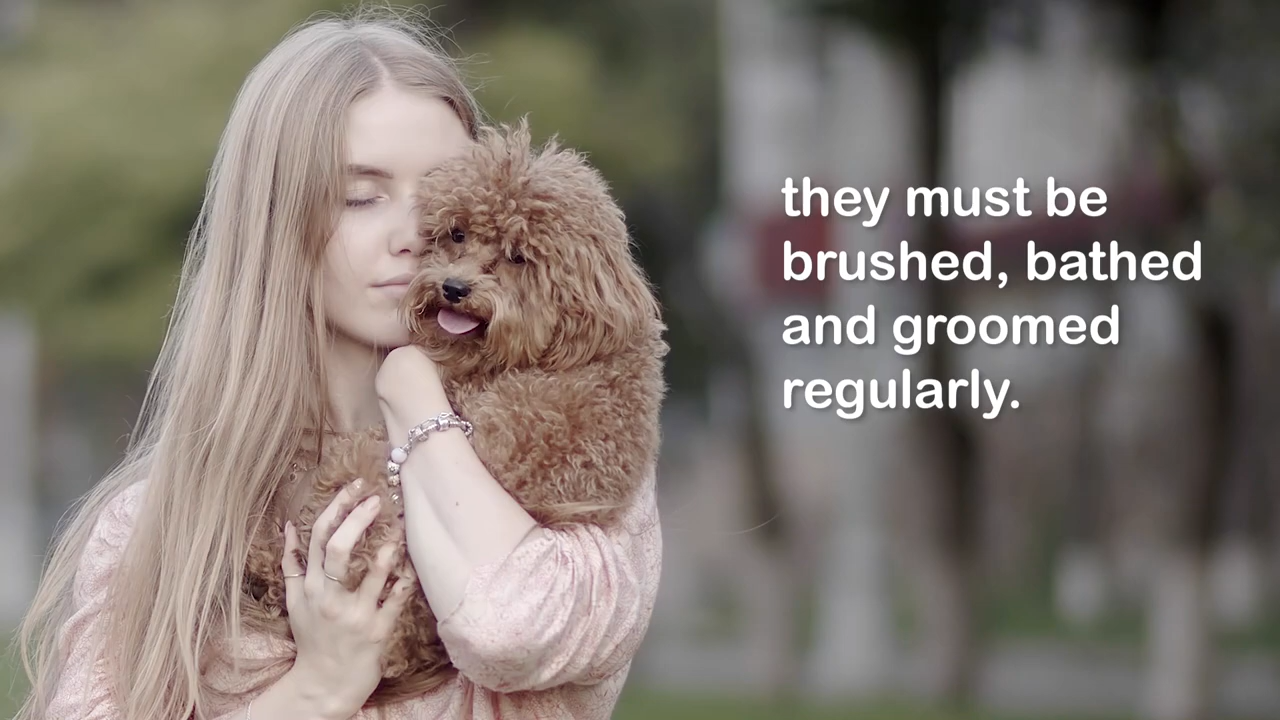 they must be
brushed, bathed
and groomed
regularly.